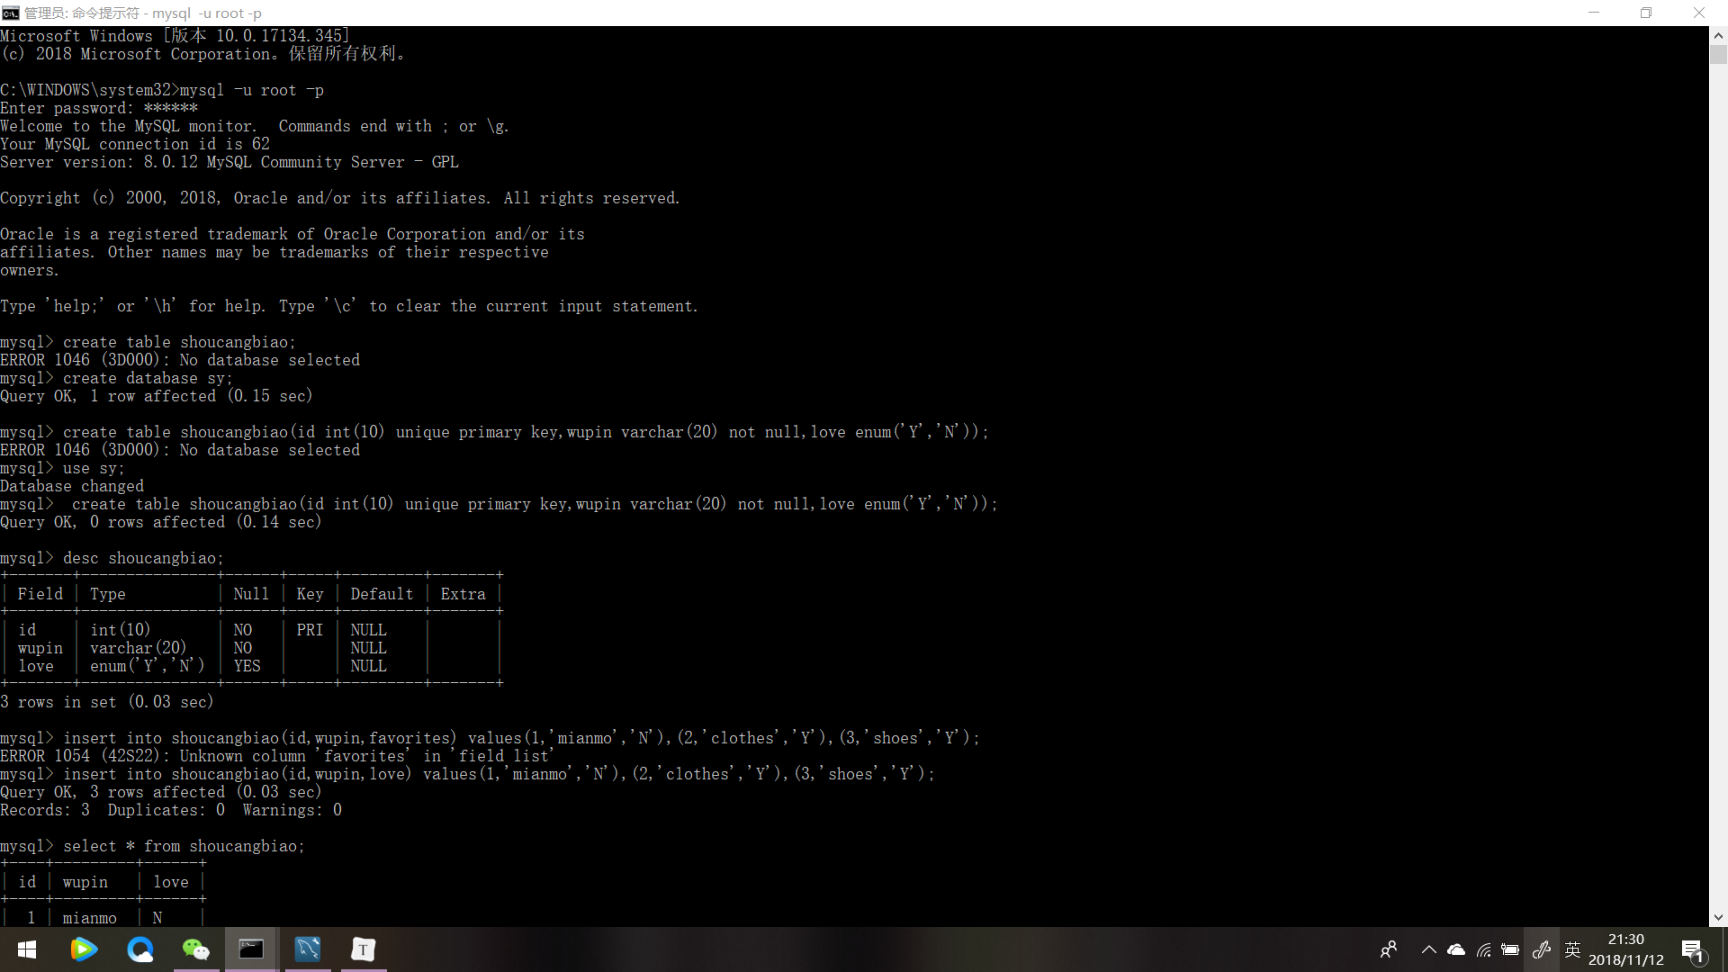 管理员: 命令提示符 - mysql  -u root -p
Microsoft Windows [版本 10.0.17134.345]
(c) 2018 Microsoft Corporation。保留所有权利。
C:\WINDOWS\system32>mysql -u root -p
Enter password: ******
Welcome to the MySQL monitor.  Commands end with ; or \g.
Your MySQL connection id is 62
Server version: 8.0.12 MySQL Community Server - GPL
Copyright (c) 2000, 2018, Oracle and/or its affiliates. All rights reserved.
Oracle is a registered trademark of Oracle Corporation and/or its
affiliates. Other names may be trademarks of their respective
owners.
Type 'help;' or '\h' for help. Type '\c' to clear the current input statement.
mysql> create table shoucangbiao;
ERROR 1046 (3D000): No database selected
mysql> create database sy;
Query OK, 1 row affected (0.15 sec)
mysql> create table shoucangbiao(id int(10) unique primary key,wupin varchar(20) not null,love enum('Y','N'));
ERROR 1046 (3D000): No database selected
mysql> use sy;
Database changed
mysql>  create table shoucangbiao(id int(10) unique primary key,wupin varchar(20) not null,love enum('Y','N'));
Query OK, 0 rows affected (0.14 sec)
mysql> desc shoucangbiao;
+-------+---------------+------+-----+---------+-------+
| Field | Type          | Null | Key | Default | Extra |
+-------+---------------+------+-----+---------+-------+
| id    | int(10)       | NO   | PRI | NULL    |       |
| wupin | varchar(20)   | NO   |     | NULL    |       |
| love  | enum('Y','N') | YES  |     | NULL    |       |
+-------+---------------+------+-----+---------+-------+
3 rows in set (0.03 sec)
mysql> insert into shoucangbiao(id,wupin,favorites) values(1,'mianmo','N'),(2,'clothes','Y'),(3,'shoes','Y');
ERROR 1054 (42S22): Unknown column 'favorites' in 'field list'
mysql> insert into shoucangbiao(id,wupin,love) values(1,'mianmo','N'),(2,'clothes','Y'),(3,'shoes','Y');
Query OK, 3 rows affected (0.03 sec)
Records: 3  Duplicates: 0  Warnings: 0
mysql> select * from shoucangbiao;
+----+---------+------+
| id | wupin   | love |
+----+---------+------+
|  1 | mianmo  | N    |
T
英
21:30
2018/11/12
1